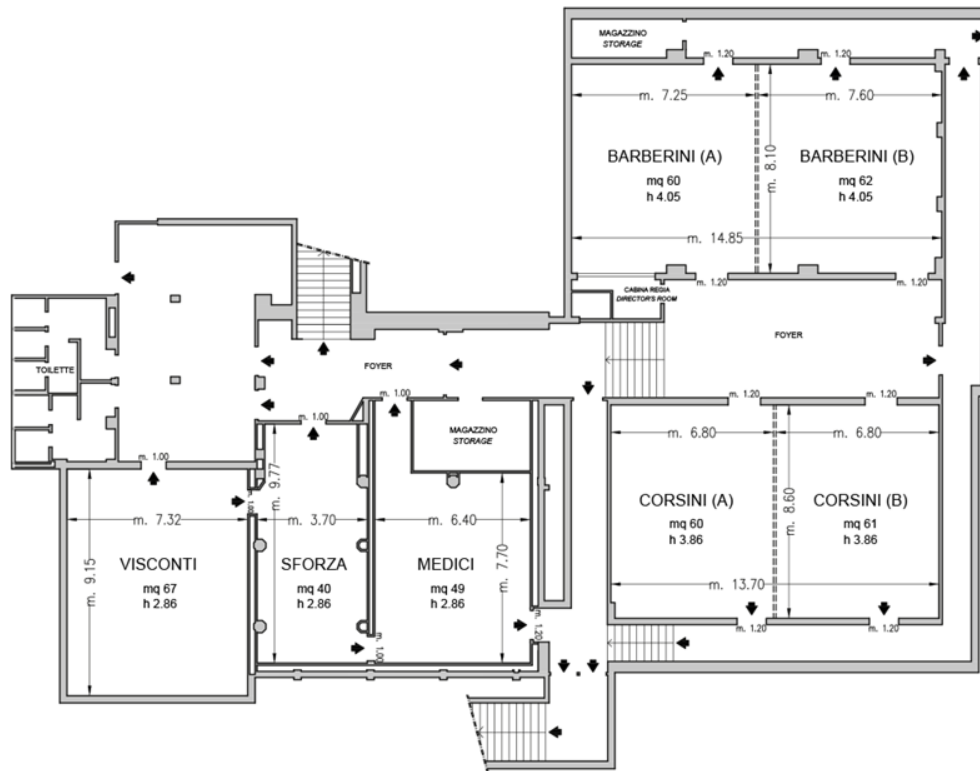 MAGAZZINO
STORAGE
m. 1.20
m. 1.20
m. 7.25
m. 7.60
BARBERINI (A)
mq 60
h 4.05
m. 8.10
BARBERINI (B)
mq 62
h 4.05
m. 14.85
m. 1.20
m. 1.20
CABINA REGIA
DIRECTOR'S ROOM
FOYER
FOYER
TOILETTE
m. 1.00
m. 1.00
m. 1.00
m. 1.20
m. 1.20
MAGAZZINO
STORAGE
m. 6.80
m. 6.80
m. 9.77
m. 1.00
m. 7.32
m. 3.70
m. 6.40
VISCONTI
mq 67
h 2.86
m. 9.15
SFORZA
mq 40
h 2.86
MEDICI
mq 49
h 2.86
m. 7.70
CORSINI (A)
mq 60
h 3.86
m. 8.60
CORSINI (B)
mq 61
h 3.86
m. 13.70
m. 1.00
m. 1.20
m. 1.20
m. 1.20